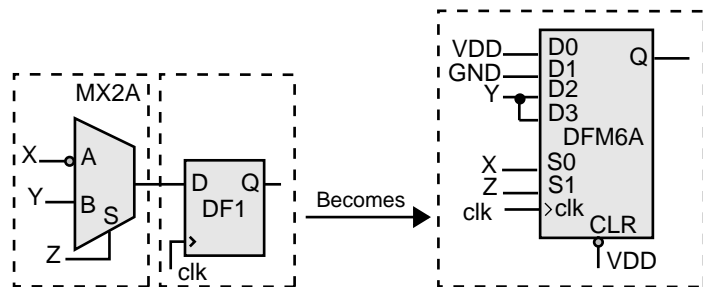 MX2A
X
A
Y
B
S
Z
D Q
DF1
clk
Becomes
VDD D0 Q
GND D1
Y D2
D3
DFM6A
X S0
Z S1
clk clk
CLR
VDD